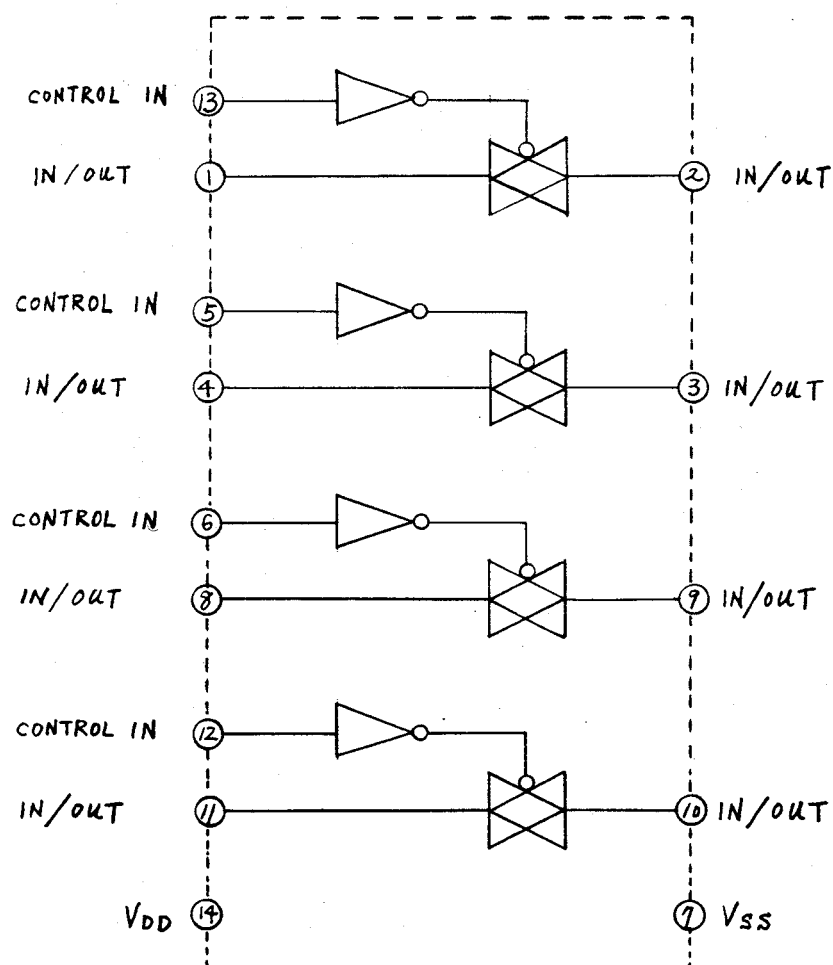 CONTROL IN 13
IN/OUT 1 2 IN/OUT
CONTROL IN 5
IN/OUT 4 3 IN/OUT
CONTROL IN 6
IN/OUT 8 9 IN/OUT
CONTROL IN 12
IN/OUT 11 10 IN/OUT
VDD 14 7 VSS